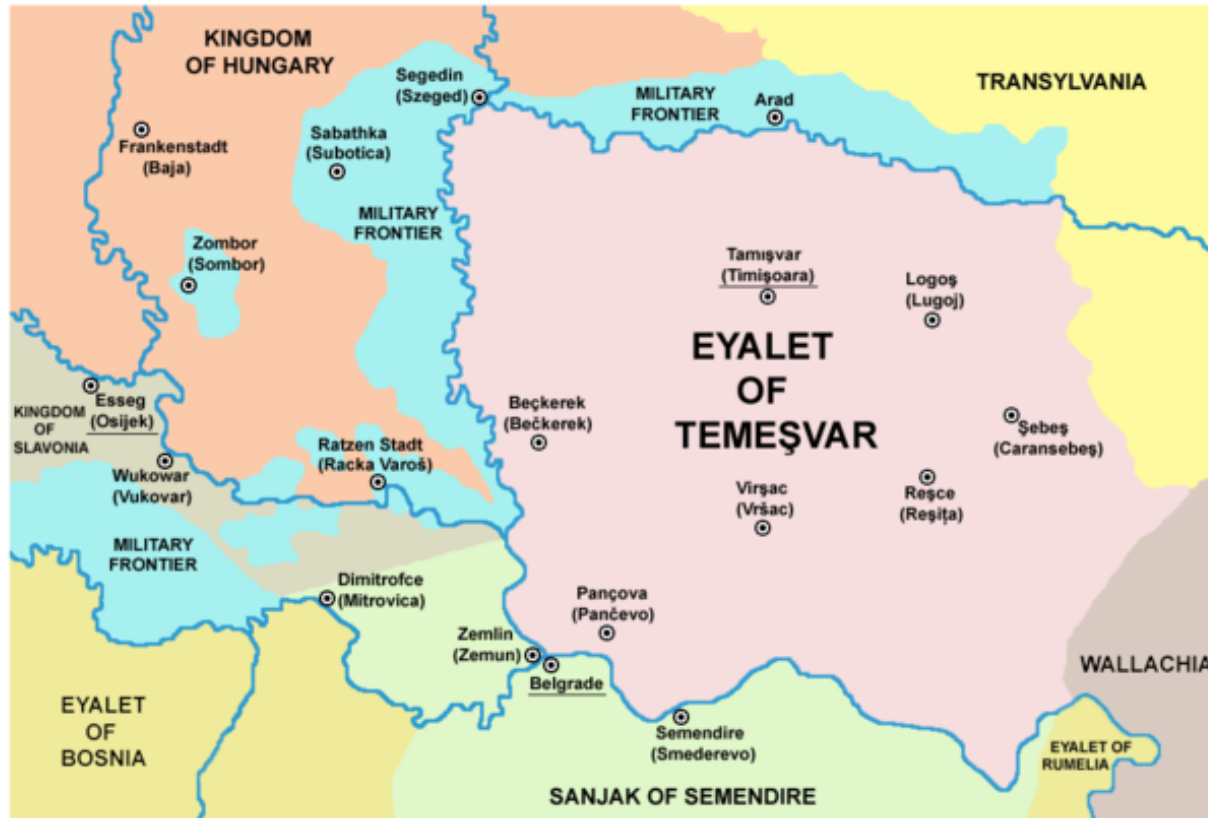 KINGDOM
OF HUNGARY
Segedin
(Szeged)
MILITARY
FRONTIER
Arad
TRANSYLVANIA
Frankenstadt
(Baja)
Sabathka
(Subotica)
MILITARY
FRONTIER
Zombor
(Sombor)
Tamışvar
(Timișoara)
Logoş
(Lugoj)
EYALET
OF
TEMEŞVAR
Esseg
(Osijek)
KINGDOM
OF
SLAVONIA
Beçkerek
(Bečkerek)
Şebeş
(Caransebeş)
Ratzen Stadt
(Racka Varoš)
Wukowar
(Vukovar)
Virşac
(Vršac)
Reşce
(Reşița)
MILITARY
FRONTIER
Dimitrofce
(Mitrovica)
Pançova
(Pančevo)
Zemlin
(Zemun)
Belgrade
WALLACHIA
EYALET
OF
BOSNIA
Semendire
(Smederevo)
EYALET OF
RUMELIA
SANJAK OF SEMENDIRE